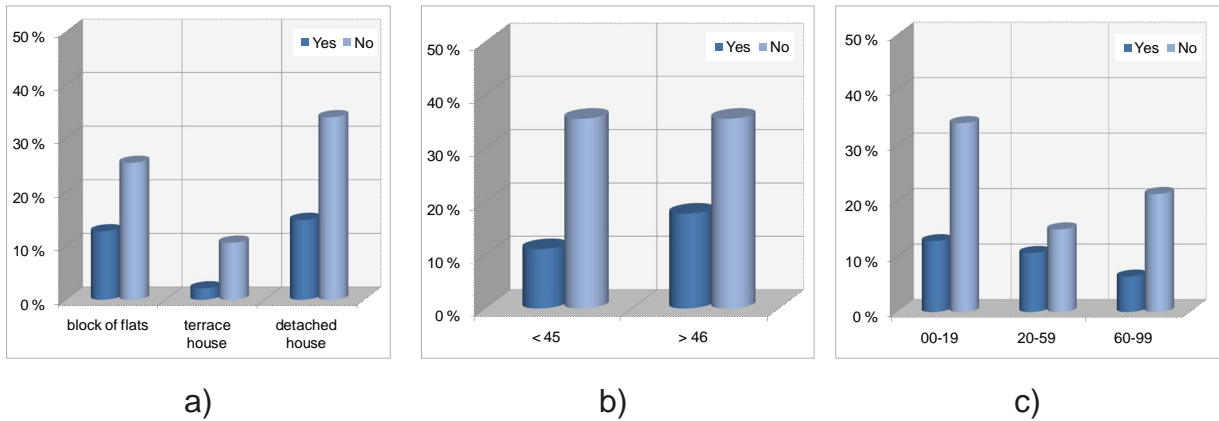 50 %
40 %
30 %
20 %
10 %
0 %
Yes No
block of flats terrace house detached house
a)
50 %
40 %
30 %
20 %
10 %
0 %
Yes No
< 45 > 46
b)
50 %
40 %
30 %
20 %
10 %
0 %
Yes No
00-19 20-59 60-99
c)